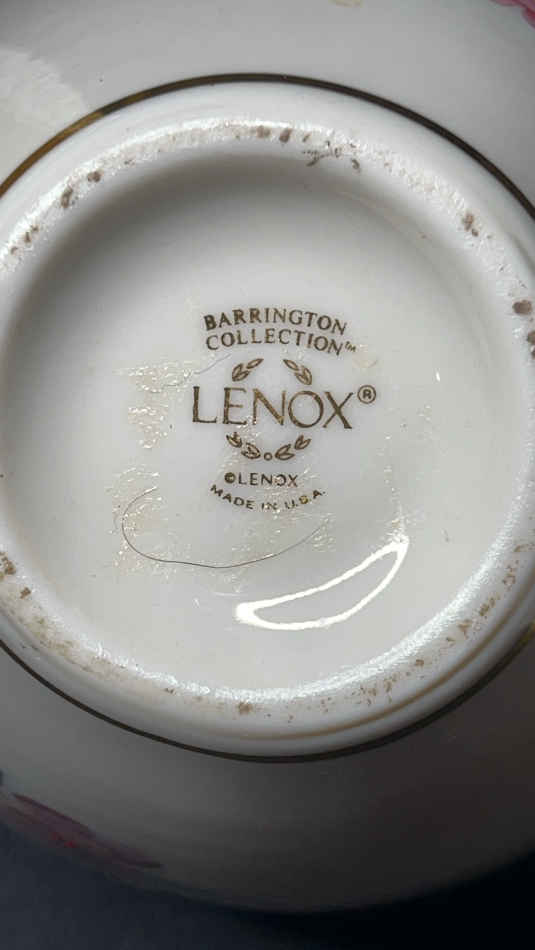 BARRINGTON
COLLECTION™
LENOX®
©LENOX
MADE IN U.S.A.